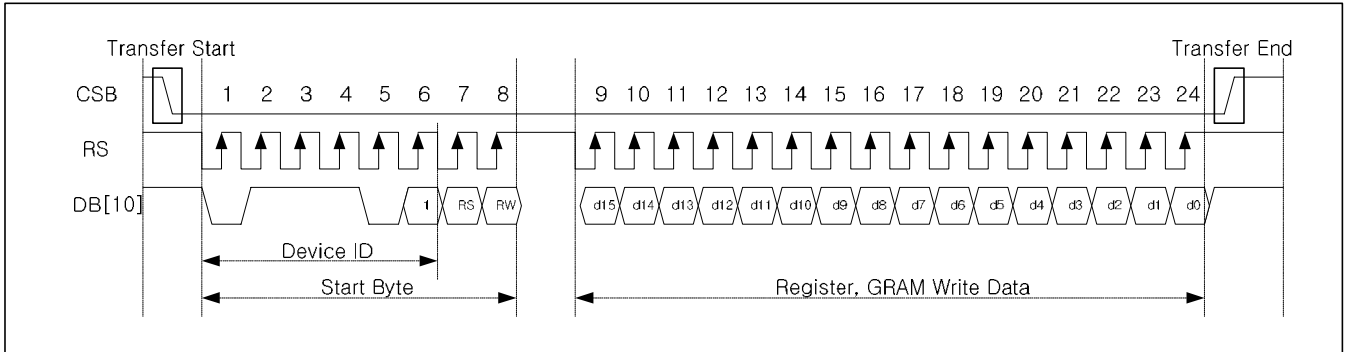 Transfer Start Transfer End
CSB 1 2 3 4 5 6 7 8 9 10 11 12 13 14 15 16 17 18 19 20 21 22 23 24
RS
DB[10] 1 RS RW d15 d14 d13 d12 d11 d10 d9 d8 d7 d6 d5 d4 d3 d2 d1 d0
Device ID
Start Byte Register, GRAM Write Data